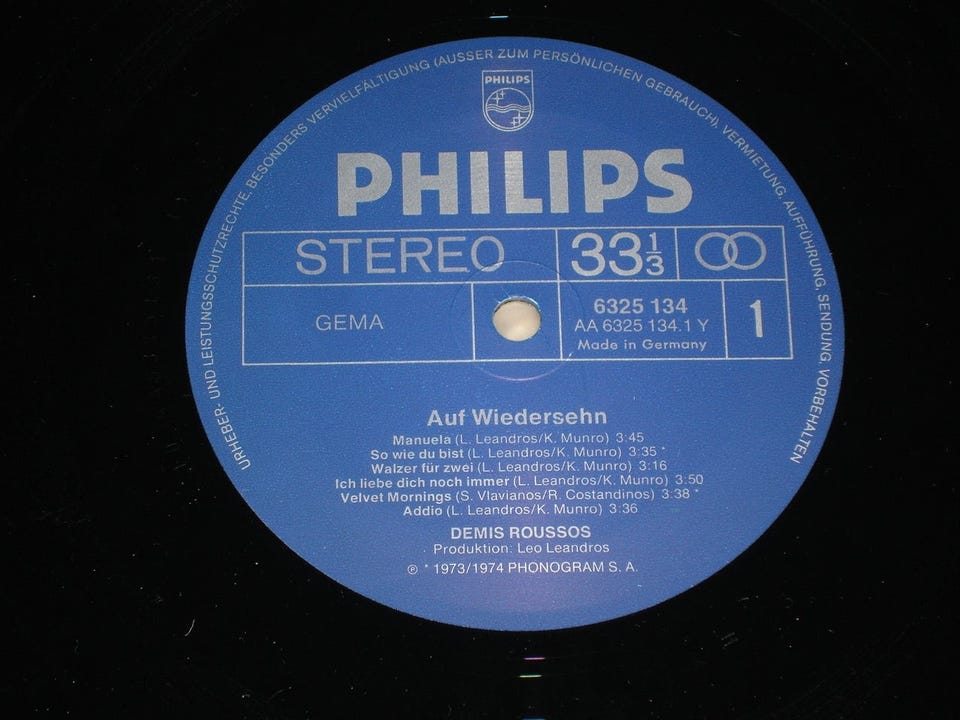 URHEBER- UND LEISTUNGSSCHUTZRECHTE, BESONDERS VERVIELFÄLTIGUNG (AUSSER ZUM PERSÖNLICHEN GEBRAUCH), VERMIETUNG, AUFFÜHRUNG, SENDUNG, VORBEHALTEN
PHILIPS
PHILIPS
STEREO 33 1/3
GEMA
6325 134
AA 6325 134.1 Y
Made in Germany
1
Auf Wiedersehn
Manuela (L. Leandros/K. Munro) 3:45
So wie du bist (L. Leandros/K. Munro) 3:35 *
Walzer für zwei (L. Leandros/K. Munro) 3:16
Ich liebe dich noch immer (L. Leandros/K. Munro) 3:50
Velvet Mornings (S. Vlavianos/R. Costandinos) 3:38 *
Addio (L. Leandros/K. Munro) 3:36
DEMIS ROUSSOS
Produktion: Leo Leandros
℗ * 1973/1974 PHONOGRAM S. A.